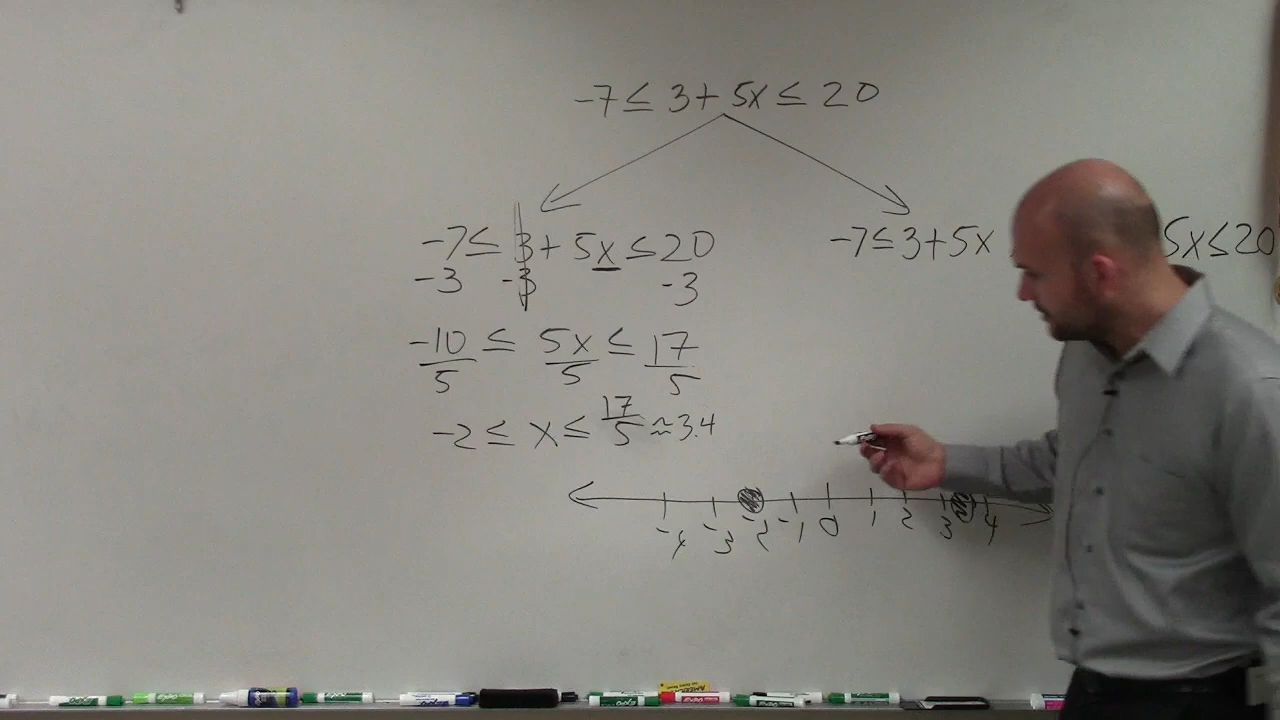 -7 ≤ 3 + 5x ≤ 20
-7 ≤ 3 + 5x ≤ 20
-3 -3 -3
-10/5 ≤ 5x/5 ≤ 17/5
-2 ≤ x ≤ 17/5 ≈ 3.4
-7 ≤ 3+5x
5x ≤ 20
-4 -3 -2 -1 0 1 2 3 4